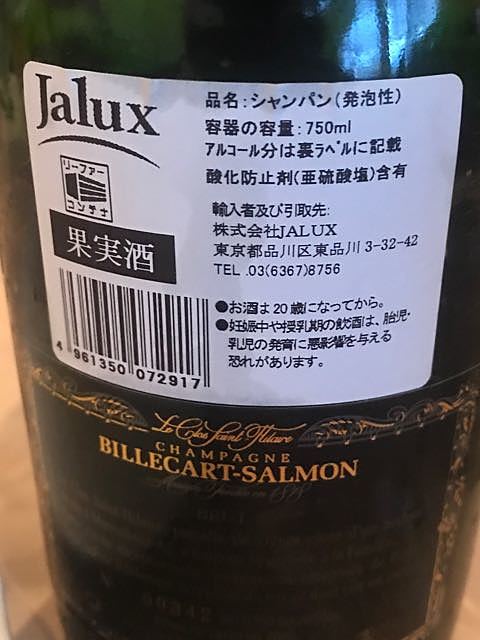 Jalux
品名:シャンパン(発泡性)
容器の容量:750ml
アルコール分は裏ラベルに記載
酸化防止剤(亜硫酸塩)含有
リーファー
コンテナ
果実酒
輸入者及び引取先:
株式会社JALUX
東京都品川区東品川3-32-42
TEL .03(6367)8756
●お酒は20歳になってから。
●妊娠中や授乳期の飲酒は、胎児・
乳児の発育に悪影響を与える
恐れがあります。
4 961350 072917
Le Clos Saint-Hilaire
CHAMPAGNE
BILLECART-SALMON
Maison Fondée en 1818